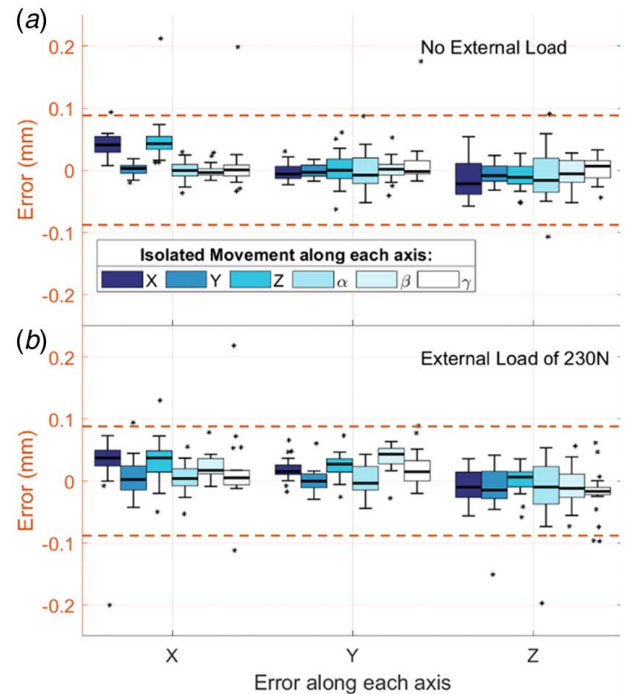 (a)
0.2
No External Load
0.1
0
-0.1
-0.2
Error (mm)
Isolated Movement along each axis:
X Y Z α β γ
(b)
0.2
External Load of 230N
0.1
0
-0.1
-0.2
Error (mm)
X Y Z
Error along each axis